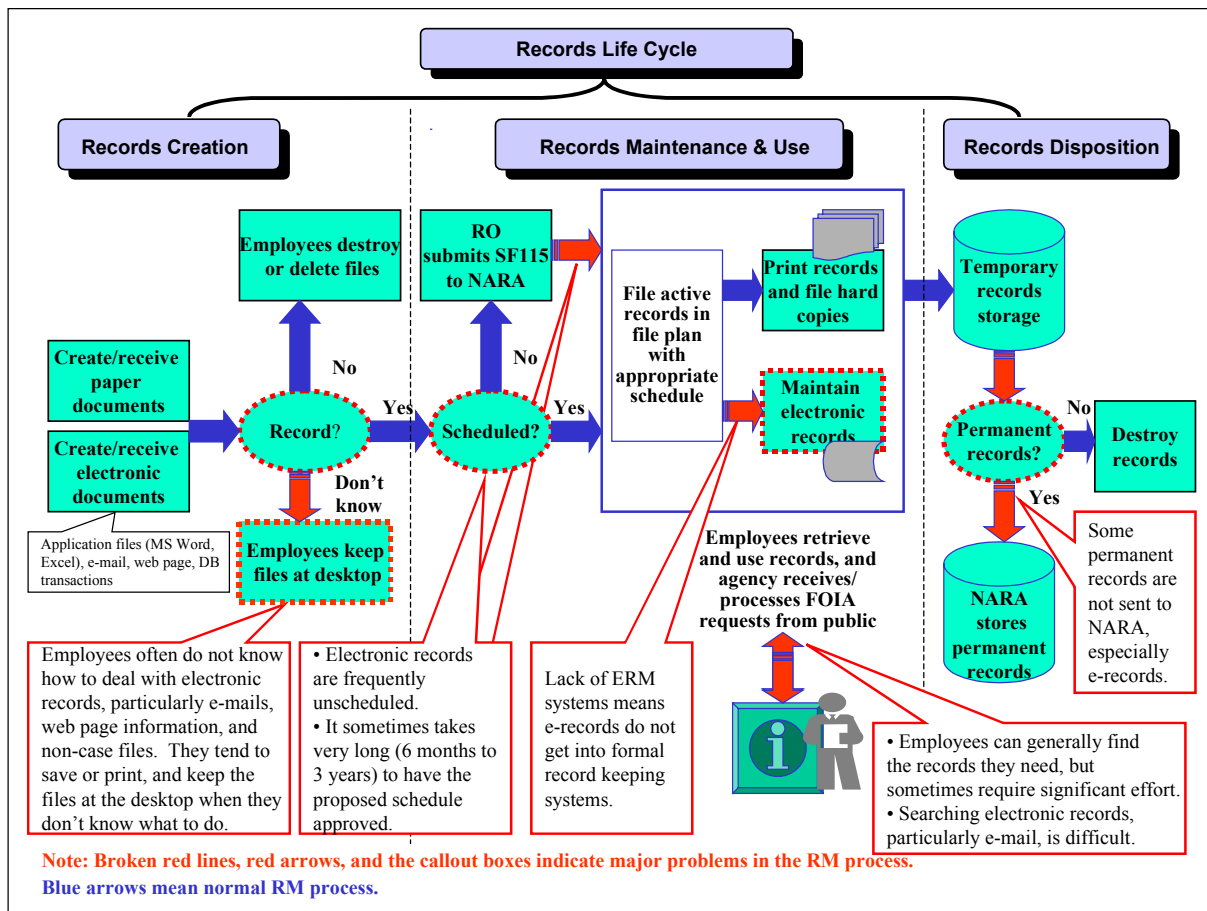 Records Life Cycle
Records Creation
Records Maintenance & Use
Records Disposition
Employees destroy
or delete files
RO
submits SF115
to NARA
File active
records in
file plan
with
appropriate
schedule
Print records
and file hard
copies
Temporary
records
storage
No
No
Create/receive
paper
documents
Create/receive
electronic
documents
Record?
Yes
Scheduled?
Yes
Maintain
electronic
records
Permanent
records?
No
Destroy
records
Yes
Don’t
know
Application files (MS Word,
Excel), e-mail, web page, DB
transactions
Employees keep
files at desktop
Employees retrieve
and use records, and
agency receives/
processes FOIA
requests from public
NARA
stores
permanent
records
Some
permanent
records are
not sent to
NARA,
especially
e-records.
Employees often do not know
how to deal with electronic
records, particularly e-mails,
web page information, and
non-case files. They tend to
save or print, and keep the
files at the desktop when they
don’t know what to do.
• Electronic records
are frequently
unscheduled.
• It sometimes takes
very long (6 months to
3 years) to have the
proposed schedule
approved.
Lack of ERM
systems means
e-records do not
get into formal
record keeping
systems.
i
• Employees can generally find
the records they need, but
sometimes require significant effort.
• Searching electronic records,
particularly e-mail, is difficult.
Note: Broken red lines, red arrows, and the callout boxes indicate major problems in the RM process.
Blue arrows mean normal RM process.